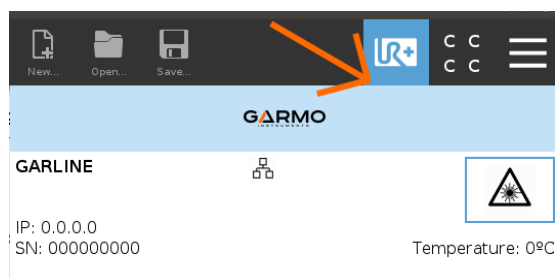 New... Open... Save...
UR+
C C
C C
GARMO
INSTRUMENTS
GARLINE
IP: 0.0.0.0
SN: 000000000
Temperature: 0ºC